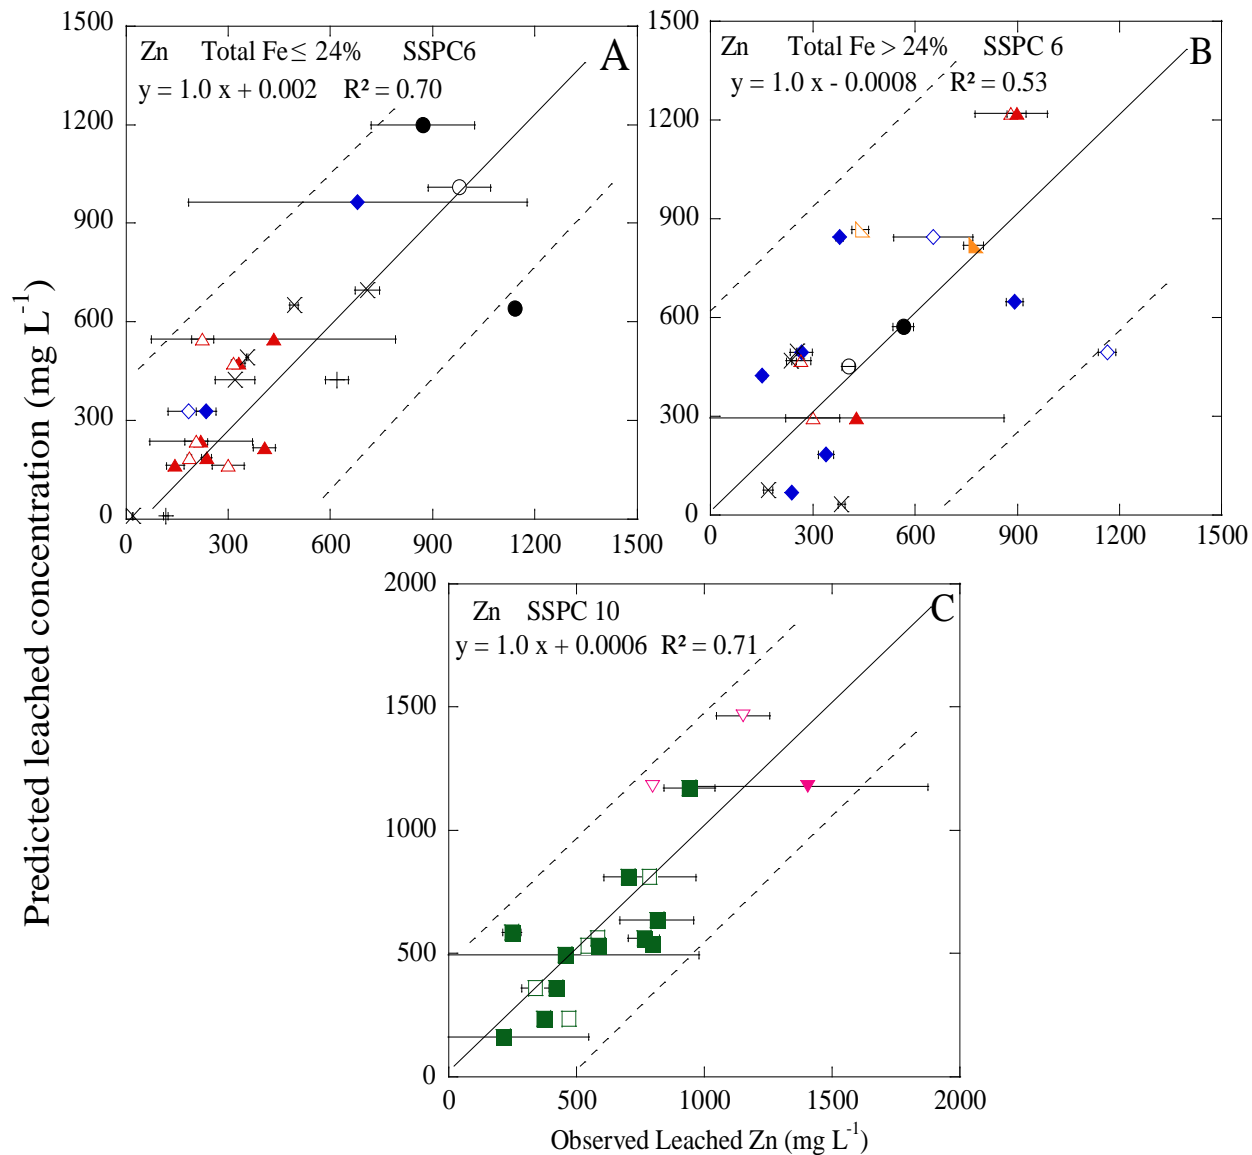 Predicted leached concentration (mg L⁻¹)
1500
1200
900
600
300
0
Zn Total Fe ≤ 24% SSPC6 A
y = 1.0 x + 0.002 R² = 0.70
0 300 600 900 1200 1500
1500
1200
900
600
300
0
Zn Total Fe > 24% SSPC 6 B
y = 1.0 x - 0.0008 R² = 0.53
0 300 600 900 1200 1500
2000
1500
1000
500
0
Zn SSPC 10 C
y = 1.0 x + 0.0006 R² = 0.71
0 500 1000 1500 2000
Observed Leached Zn (mg L⁻¹)